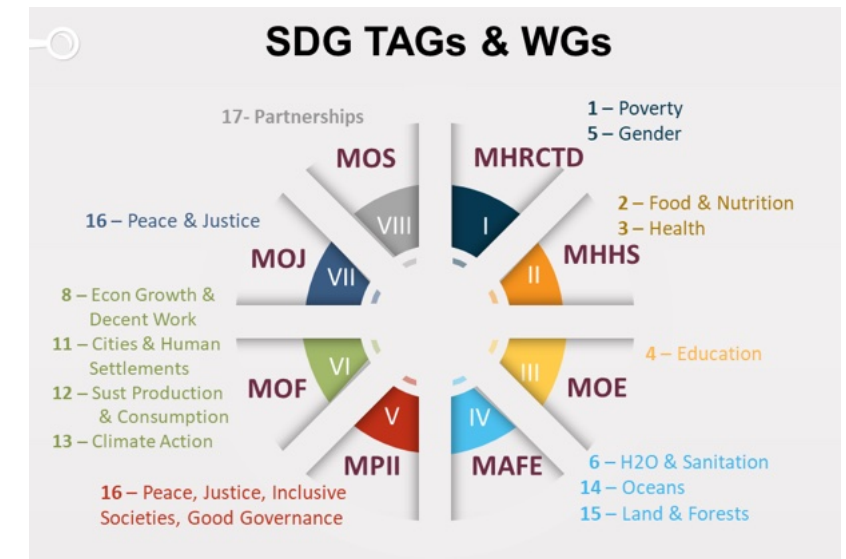 SDG TAGs & WGs
17- Partnerships
MOS
VIII
1 – Poverty
5 – Gender
MHRCTD
I
2 – Food & Nutrition
3 – Health
MHHS
II
4 – Education
MOE
III
6 – H2O & Sanitation
14 – Oceans
15 – Land & Forests
MAFE
IV
MPII
V
16 – Peace, Justice, Inclusive
Societies, Good Governance
MOF
VI
8 – Econ Growth &
Decent Work
11 – Cities & Human
Settlements
12 – Sust Production
& Consumption
13 – Climate Action
16 – Peace & Justice
MOJ
VII